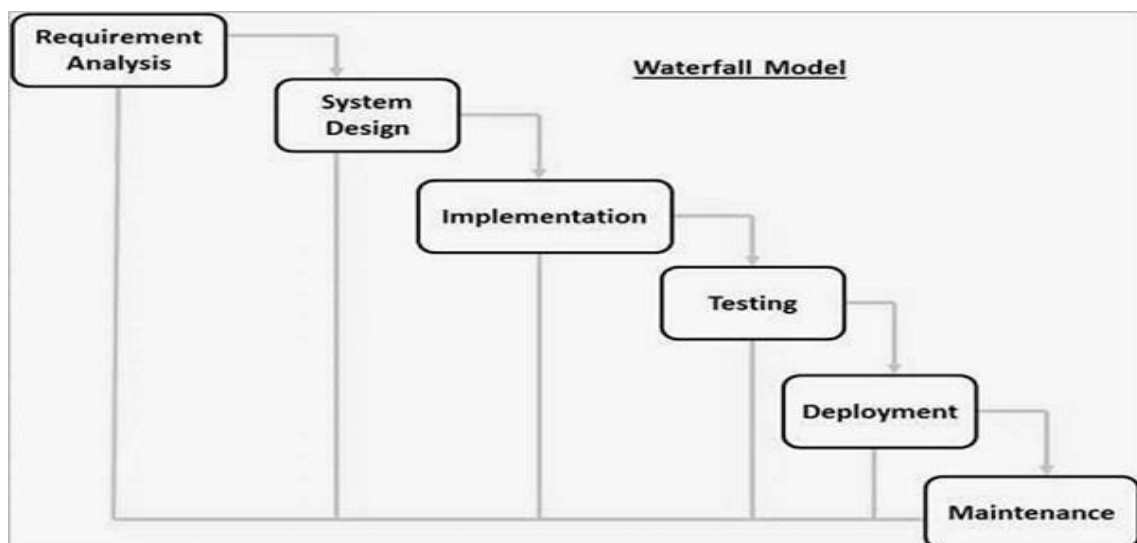 Requirement
Analysis
Waterfall Model
System
Design
Implementation
Testing
Deployment
Maintenance